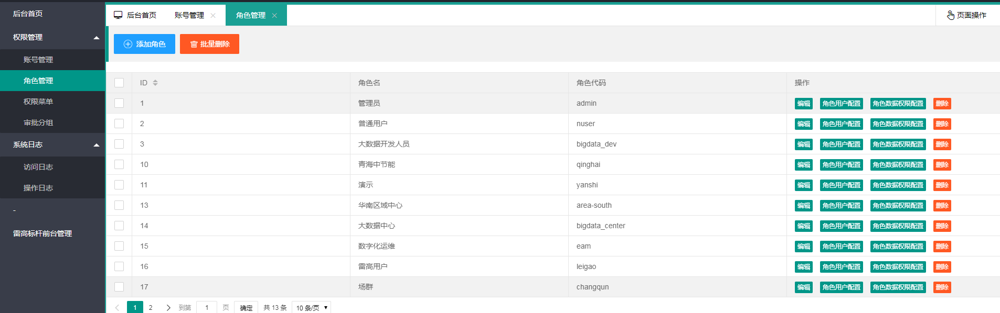 后台首页
权限管理
账号管理
角色管理
权限菜单
审批分组
系统日志
访问日志
操作日志
-
雷高标杆前台管理
后台首页 账号管理 角色管理 页面操作
添加角色 批量删除
ID 角色名 角色代码 操作
1 管理员 admin 编辑 角色用户配置 角色数据权限配置 删除
2 普通用户 nuser 编辑 角色用户配置 角色数据权限配置 删除
3 大数据开发人员 bigdata_dev 编辑 角色用户配置 角色数据权限配置 删除
10 青海中节能 qinghai 编辑 角色用户配置 角色数据权限配置 删除
11 演示 yanshi 编辑 角色用户配置 角色数据权限配置 删除
13 华南区域中心 area-south 编辑 角色用户配置 角色数据权限配置 删除
14 大数据中心 bigdata_center 编辑 角色用户配置 角色数据权限配置 删除
15 数字化运维 eam 编辑 角色用户配置 角色数据权限配置 删除
16 雷高用户 leigao 编辑 角色用户配置 角色数据权限配置 删除
17 场群 changqun 编辑 角色用户配置 角色数据权限配置 删除
1 2 到第 1 页 确定 共 13 条 10 条/页